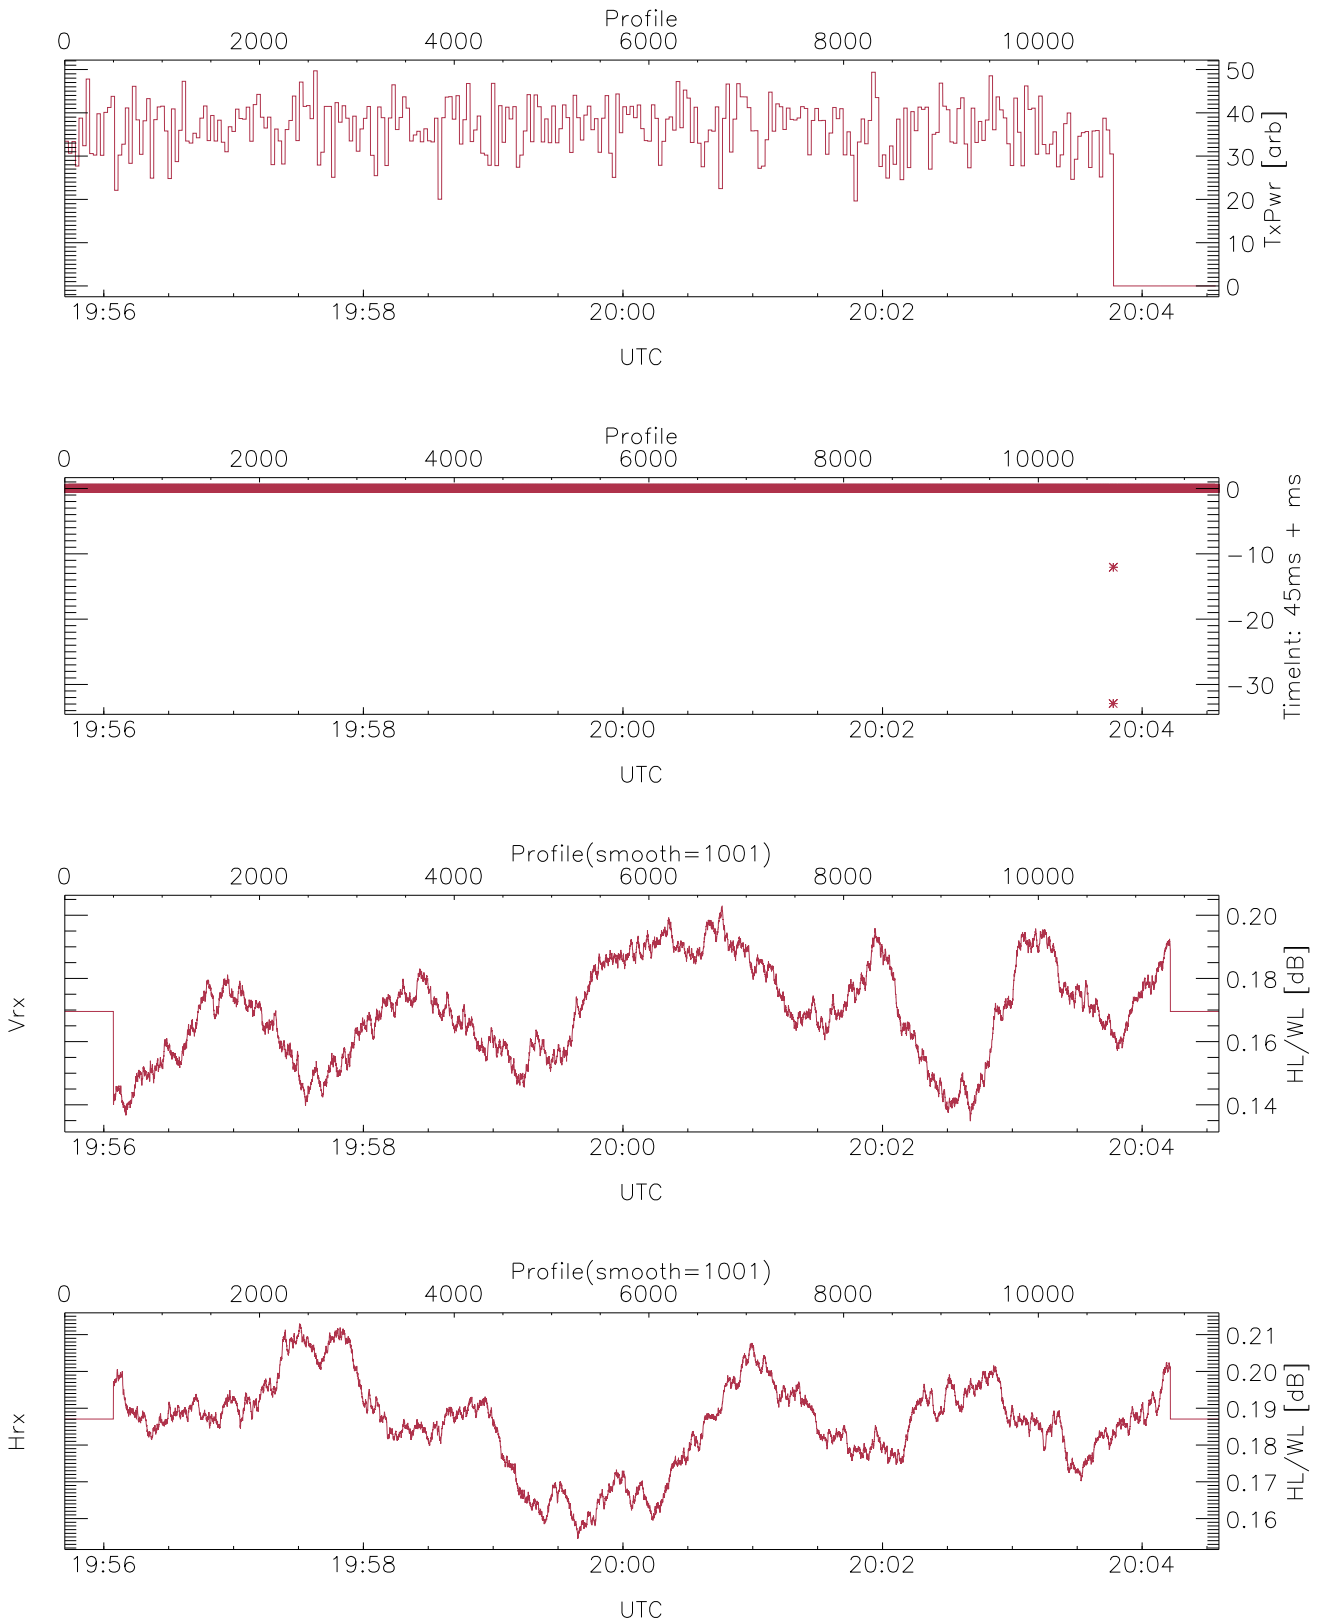 Profile
0 2000 4000 6000 8000 10000
50
40
30
20
10
0
TxPwr [arb]
19:56 19:58 20:00 20:02 20:04
UTC
Profile
0 2000 4000 6000 8000 10000
0
-10
-20
-30
TimeInt: 45ms + ms
19:56 19:58 20:00 20:02 20:04
UTC
Profile(smooth=1001)
0 2000 4000 6000 8000 10000
Vrx
0.20
0.18
0.16
0.14
HL/WL [dB]
19:56 19:58 20:00 20:02 20:04
UTC
Profile(smooth=1001)
0 2000 4000 6000 8000 10000
Hrx
0.21
0.20
0.19
0.18
0.17
0.16
HL/WL [dB]
19:56 19:58 20:00 20:02 20:04
UTC